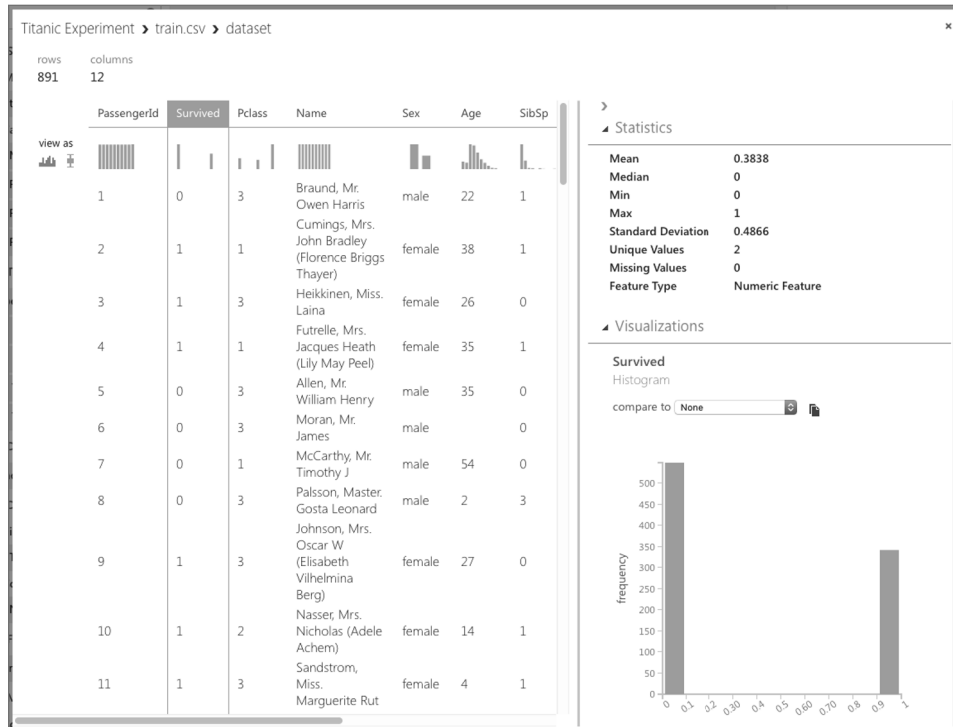 Titanic Experiment › train.csv › dataset
rows columns
891 12
PassengerId Survived Pclass Name Sex Age SibSp
view as
1 0 3 Braund, Mr. Owen Harris male 22 1
2 1 1 Cumings, Mrs. John Bradley (Florence Briggs Thayer) female 38 1
3 1 3 Heikkinen, Miss. Laina female 26 0
4 1 1 Futrelle, Mrs. Jacques Heath (Lily May Peel) female 35 1
5 0 3 Allen, Mr. William Henry male 35 0
6 0 3 Moran, Mr. James male 0
7 0 1 McCarthy, Mr. Timothy J male 54 0
8 0 3 Palsson, Master. Gosta Leonard male 2 3
9 1 3 Johnson, Mrs. Oscar W (Elisabeth Vilhelmina Berg) female 27 0
10 1 2 Nasser, Mrs. Nicholas (Adele Achem) female 14 1
11 1 3 Sandstrom, Miss. Marguerite Rut female 4 1
Statistics
Mean 0.3838
Median 0
Min 0
Max 1
Standard Deviation 0.4866
Unique Values 2
Missing Values 0
Feature Type Numeric Feature
Visualizations
Survived
Histogram
compare to None
frequency
500
450
400
350
300
250
200
150
100
50
0
0 0.1 0.2 0.30 0.4 0.5 0.60 0.70 0.8 0.9 1